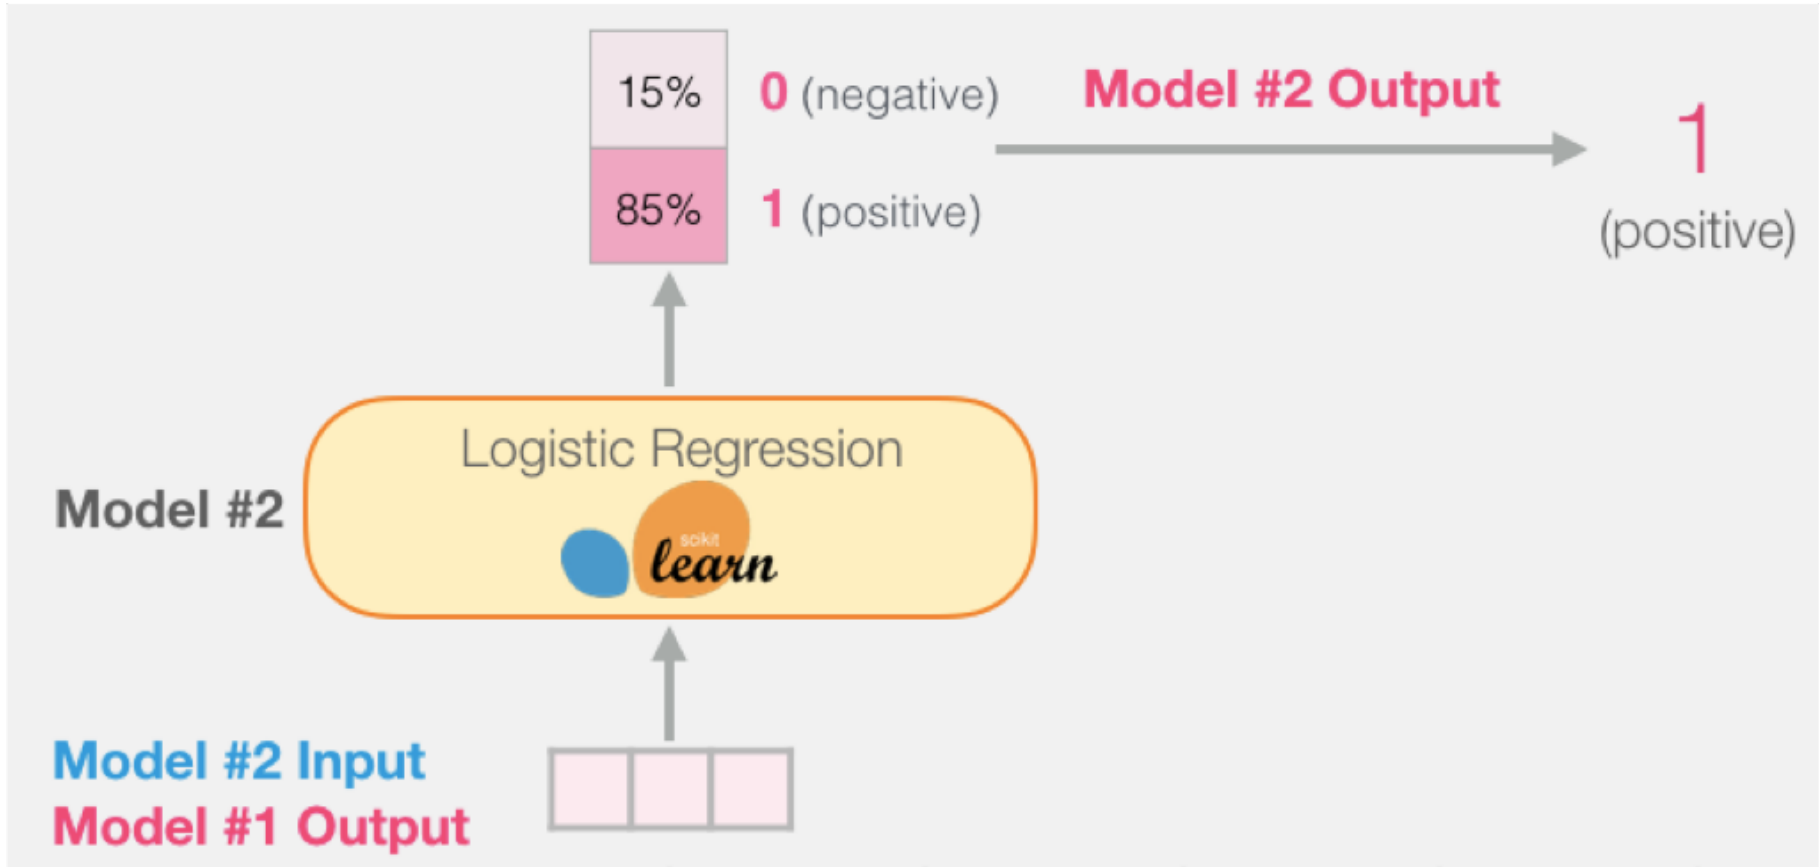 15%
0 (negative)
Model #2 Output
1
(positive)
85%
1 (positive)
Logistic Regression
Model #2
scikit
learn
Model #2 Input
Model #1 Output